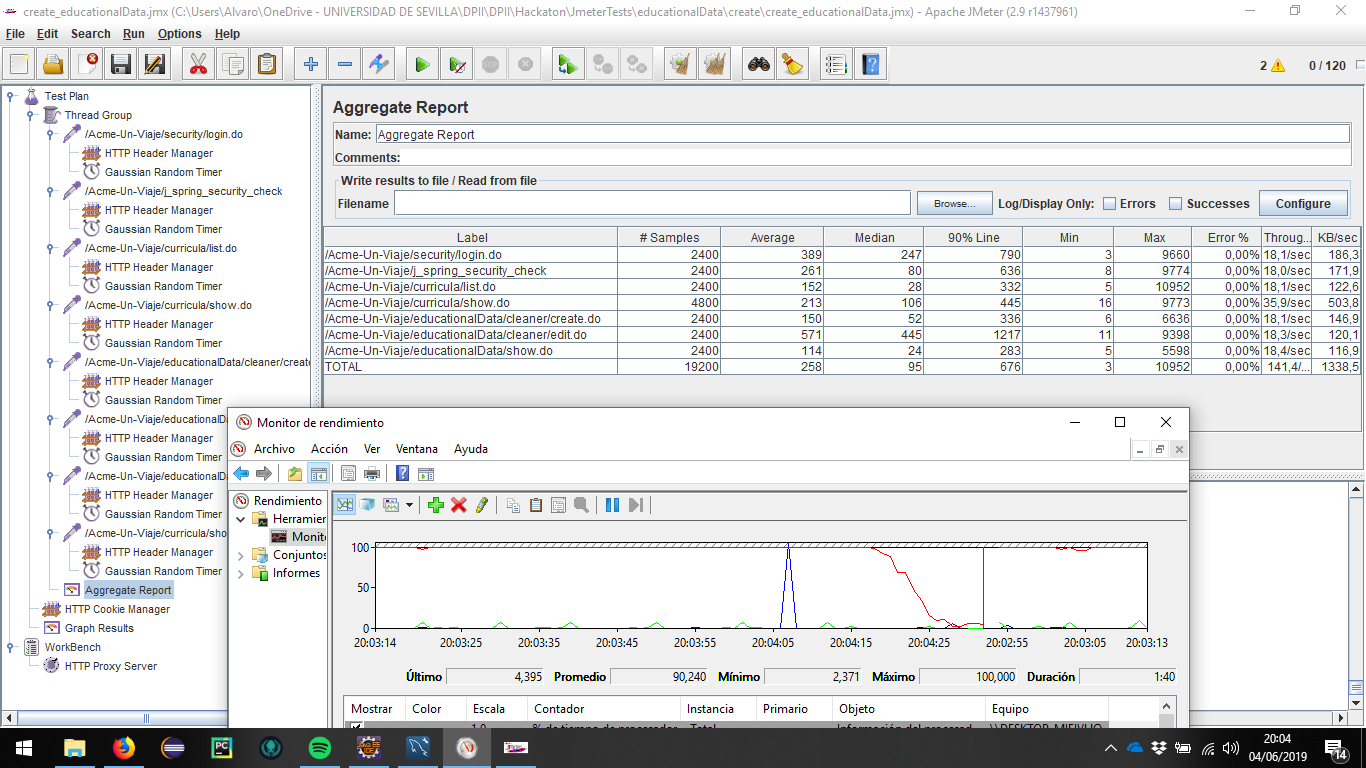 create_educationalData.jmx (C:\Users\Alvaro\OneDrive - UNIVERSIDAD DE SEVILLA\DPII\DPII\Hackaton\JmeterTests\educationalData\create\create_educationalData.jmx) - Apache JMeter (2.9 r1437961)
File Edit Search Run Options Help
2 0 / 120
Test Plan
Thread Group
/Acme-Un-Viaje/security/login.do
HTTP Header Manager
Gaussian Random Timer
/Acme-Un-Viaje/j_spring_security_check
HTTP Header Manager
Gaussian Random Timer
/Acme-Un-Viaje/curricula/list.do
HTTP Header Manager
Gaussian Random Timer
/Acme-Un-Viaje/curricula/show.do
HTTP Header Manager
Gaussian Random Timer
/Acme-Un-Viaje/educationalData/cleaner/create
HTTP Header Manager
Gaussian Random Timer
/Acme-Un-Viaje/educationalDa
HTTP Header Manager
Gaussian Random Timer
/Acme-Un-Viaje/educationalDa
HTTP Header Manager
Gaussian Random Timer
/Acme-Un-Viaje/curricula/sho
HTTP Header Manager
Gaussian Random Timer
Aggregate Report
HTTP Cookie Manager
Graph Results
WorkBench
HTTP Proxy Server
Aggregate Report
Name: Aggregate Report
Comments:
Write results to file / Read from file
Filename Browse... Log/Display Only: Errors Successes Configure
Label # Samples Average Median 90% Line Min Max Error % Throug... KB/sec
/Acme-Un-Viaje/security/login.do 2400 389 247 790 3 9660 0,00% 18,1/sec 186,3
/Acme-Un-Viaje/j_spring_security_check 2400 261 80 636 8 9774 0,00% 18,0/sec 171,9
/Acme-Un-Viaje/curricula/list.do 2400 152 28 332 5 10952 0,00% 18,1/sec 122,6
/Acme-Un-Viaje/curricula/show.do 4800 213 106 445 16 9773 0,00% 35,9/sec 503,8
/Acme-Un-Viaje/educationalData/cleaner/create.do 2400 150 52 336 6 6636 0,00% 18,1/sec 146,9
/Acme-Un-Viaje/educationalData/cleaner/edit.do 2400 571 445 1217 11 9398 0,00% 18,3/sec 120,1
/Acme-Un-Viaje/educationalData/show.do 2400 114 24 283 5 5598 0,00% 18,4/sec 116,9
TOTAL 19200 258 95 676 3 10952 0,00% 141,4/... 1338,5
Monitor de rendimiento
Archivo Acción Ver Ventana Ayuda
Rendimiento
Herramier
Monito
Conjuntos
Informes
100
50
0
20:03:14 20:03:25 20:03:35 20:03:45 20:03:55 20:04:05 20:04:15 20:04:25 20:02:55 20:03:05 20:03:13
Último 4,395 Promedio 90,240 Mínimo 2,371 Máximo 100,000 Duración 1:40
Mostrar Color Escala Contador Instancia Primario Objeto Equipo
20:04
04/06/2019
14